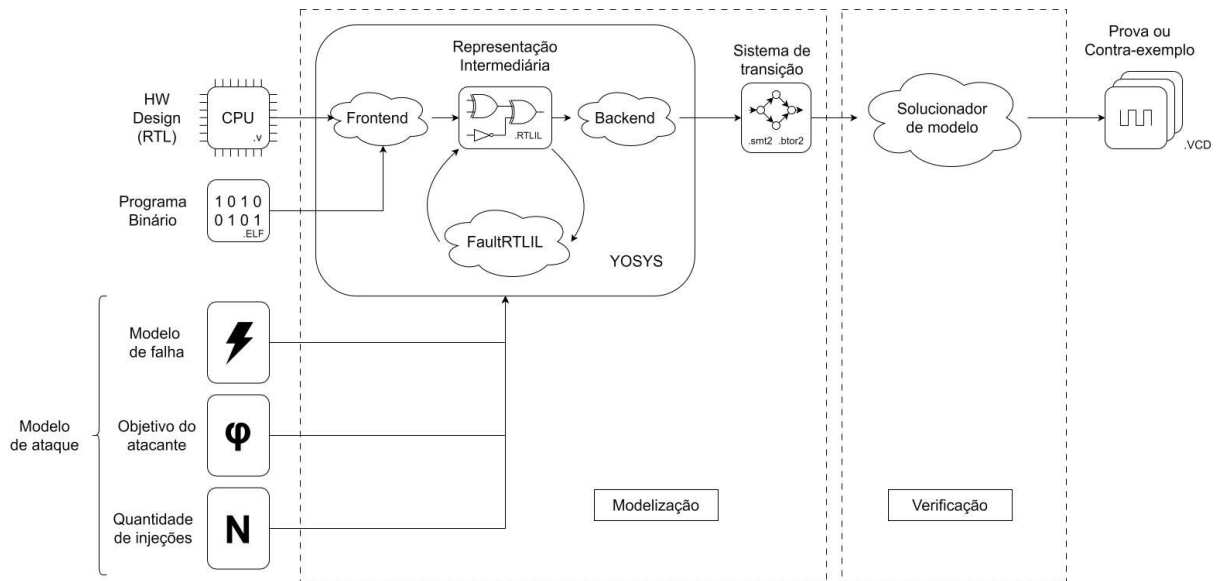 HW
Design
(RTL)
CPU
.v
Programa
Binário
1 0 1 0
0 1 0 1
.ELF
Frontend
Representação
Intermediária
.RTLIL
Backend
FaultRTLIL
YOSYS
Sistema de
transição
.smt2 .btor2
Solucionador
de modelo
Prova ou
Contra-exemplo
.VCD
Modelo
de ataque
Modelo
de falha
Objetivo do
atacante
φ
Quantidade
de injeções
N
Modelização
Verificação